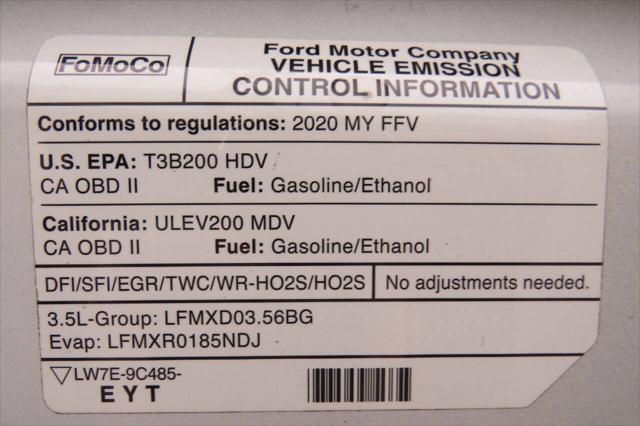 FoMoCo
Ford Motor Company
VEHICLE EMISSION
CONTROL INFORMATION
Conforms to regulations: 2020 MY FFV
U.S. EPA: T3B200 HDV
CA OBD II Fuel: Gasoline/Ethanol
California: ULEV200 MDV
CA OBD II Fuel: Gasoline/Ethanol
DFI/SFI/EGR/TWC/WR-HO2S/HO2S No adjustments needed.
3.5L-Group: LFMXD03.56BG
Evap: LFMXR0185NDJ
▽LW7E-9C485-
EYT